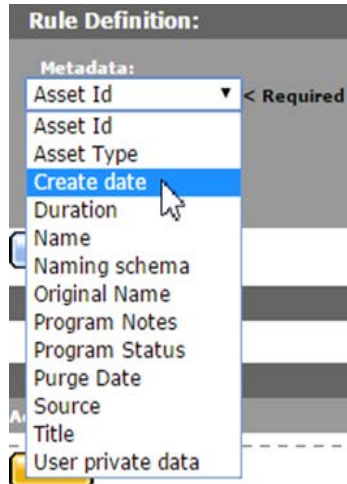 Rule Definition:
Metadata:
Asset Id < Required
Asset Id
Asset Type
Create date
Duration
Name
Naming schema
Original Name
Program Notes
Program Status
Purge Date
Source
Title
User private data